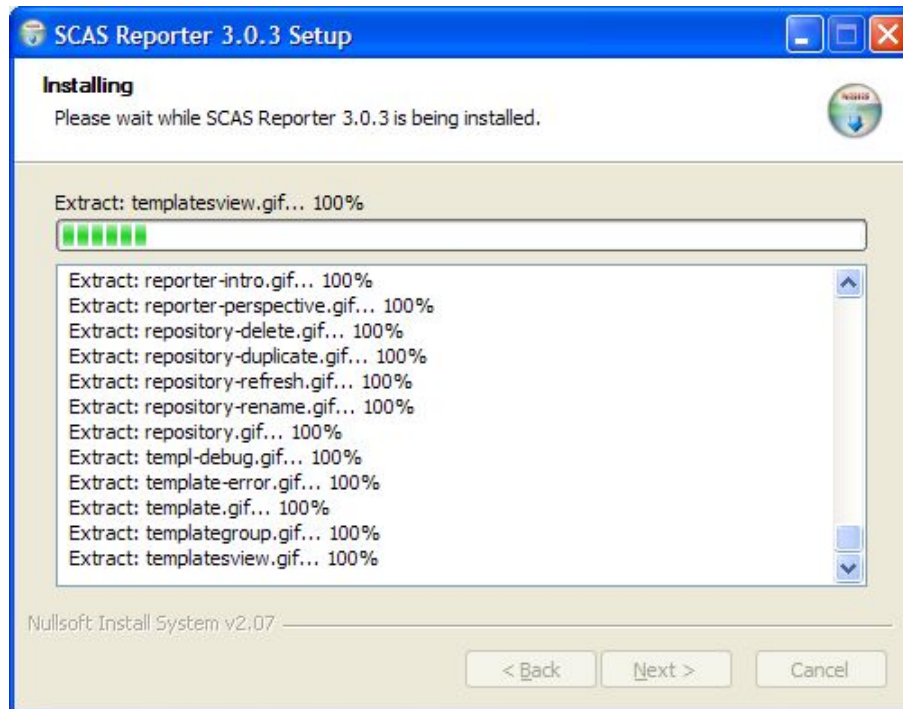 SCAS Reporter 3.0.3 Setup
Installing
Please wait while SCAS Reporter 3.0.3 is being installed.
Extract: templatesview.gif... 100%
Extract: reporter-intro.gif... 100%
Extract: reporter-perspective.gif... 100%
Extract: repository-delete.gif... 100%
Extract: repository-duplicate.gif... 100%
Extract: repository-refresh.gif... 100%
Extract: repository-rename.gif... 100%
Extract: repository.gif... 100%
Extract: templ-debug.gif... 100%
Extract: template-error.gif... 100%
Extract: template.gif... 100%
Extract: templategroup.gif... 100%
Extract: templatesview.gif... 100%
Nullsoft Install System v2.07
< Back Next > Cancel